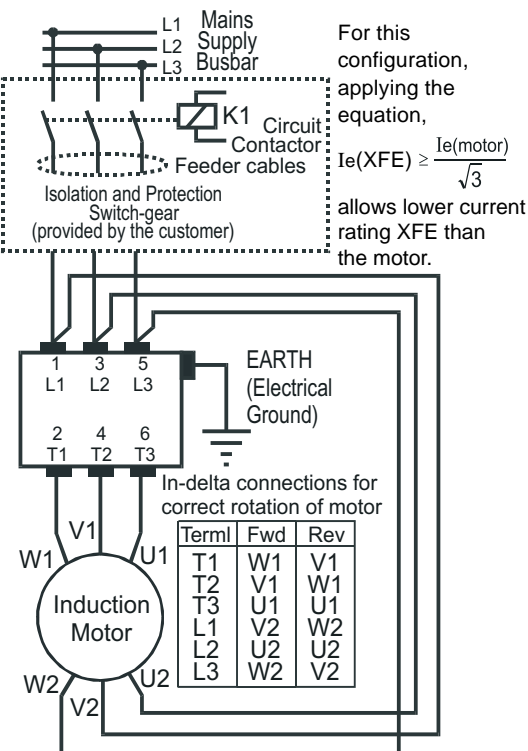 L1 Mains
L2 Supply
L3 Busbar
For this
configuration,
applying the
equation,
Ie(XFE) ≥ Ie(motor)
√3
allows lower current
rating XFE than
the motor.
K1
Circuit
Contactor
Feeder cables
Isolation and Protection
Switch-gear
(provided by the customer)
1 3 5
L1 L2 L3
2 4 6
T1 T2 T3
EARTH
(Electrical
Ground)
In-delta connections for
correct rotation of motor
Terml Fwd Rev
T1 W1 V1
T2 V1 W1
T3 U1 U1
L1 V2 W2
L2 U2 U2
L3 W2 V2
V1
W1 U1
Induction
Motor
W2 U2
V2